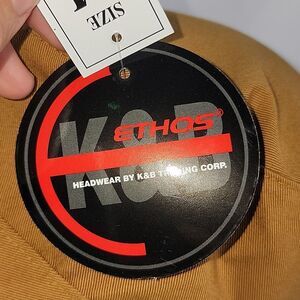 SIZE
K&B
ETHOS®
HEADWEAR BY K&B TRADING CORP.